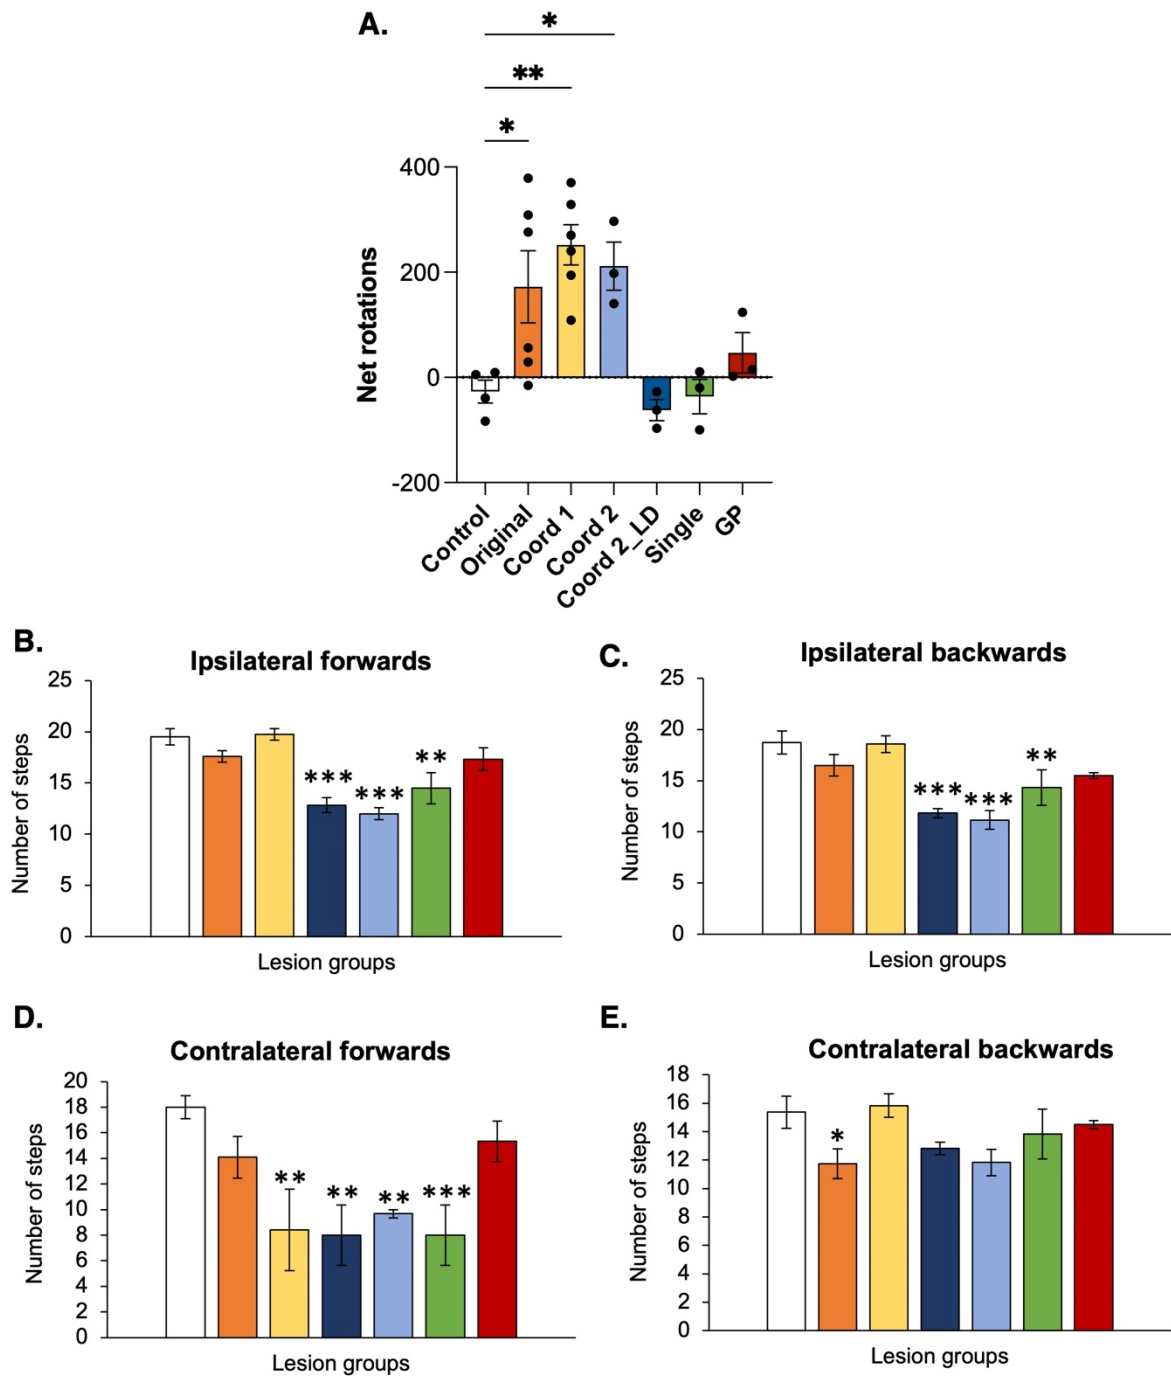 A.
*
**
*
400
200
0
-200
Net rotations
Control
Original
Coord 1
Coord 2
Coord 2_LD
Single
GP
B.
Ipsilateral forwards
25
20
15
10
5
0
Number of steps
***
***
**
Lesion groups
C.
Ipsilateral backwards
25
20
15
10
5
0
Number of steps
***
***
**
Lesion groups
D.
Contralateral forwards
20
18
16
14
12
10
8
6
4
2
0
Number of steps
**
**
**
***
Lesion groups
E.
Contralateral backwards
18
16
14
12
10
8
6
4
2
0
Number of steps
*
Lesion groups